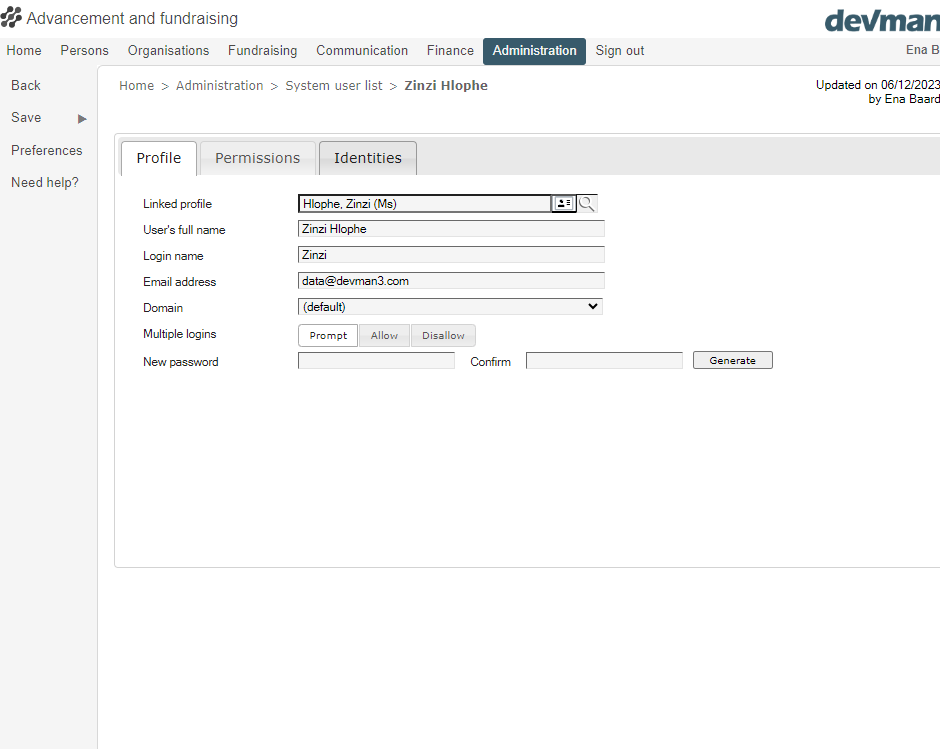 Advancement and fundraising
devman
Home Persons Organisations Fundraising Communication Finance Administration Sign out Ena B
Back
Save
Preferences
Need help?
Home > Administration > System user list > Zinzi Hlophe
Updated on 06/12/2023
by Ena Baard
Profile Permissions Identities
Linked profile Hlophe, Zinzi (Ms)
User's full name Zinzi Hlophe
Login name Zinzi
Email address data@devman3.com
Domain (default)
Multiple logins Prompt Allow Disallow
New password Confirm Generate